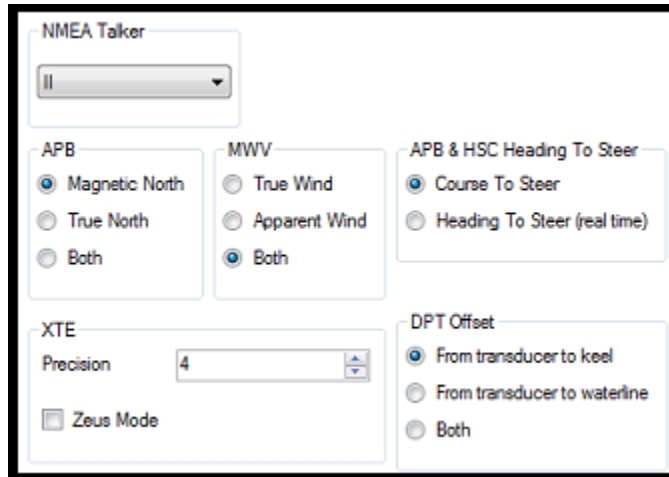 NMEA Talker
II
APB
Magnetic North
True North
Both
MWV
True Wind
Apparent Wind
Both
APB & HSC Heading To Steer
Course To Steer
Heading To Steer (real time)
XTE
Precision 4
Zeus Mode
DPT Offset
From transducer to keel
From transducer to waterline
Both